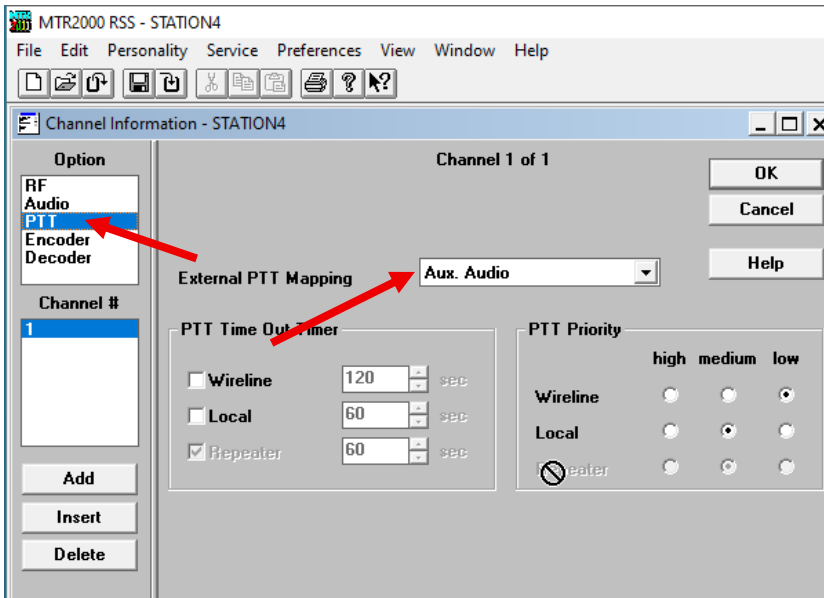 MTR2000 RSS - STATION4
File Edit Personality Service Preferences View Window Help
Channel Information - STATION4
Option
RF
Audio
PTT
Encoder
Decoder
Channel #
1
Add
Insert
Delete
Channel 1 of 1
OK
Cancel
Help
External PTT Mapping Aux. Audio
PTT Time Out Timer
Wireline 120 sec
Local 60 sec
Repeater 60 sec
PTT Priority
high medium low
Wireline
Local